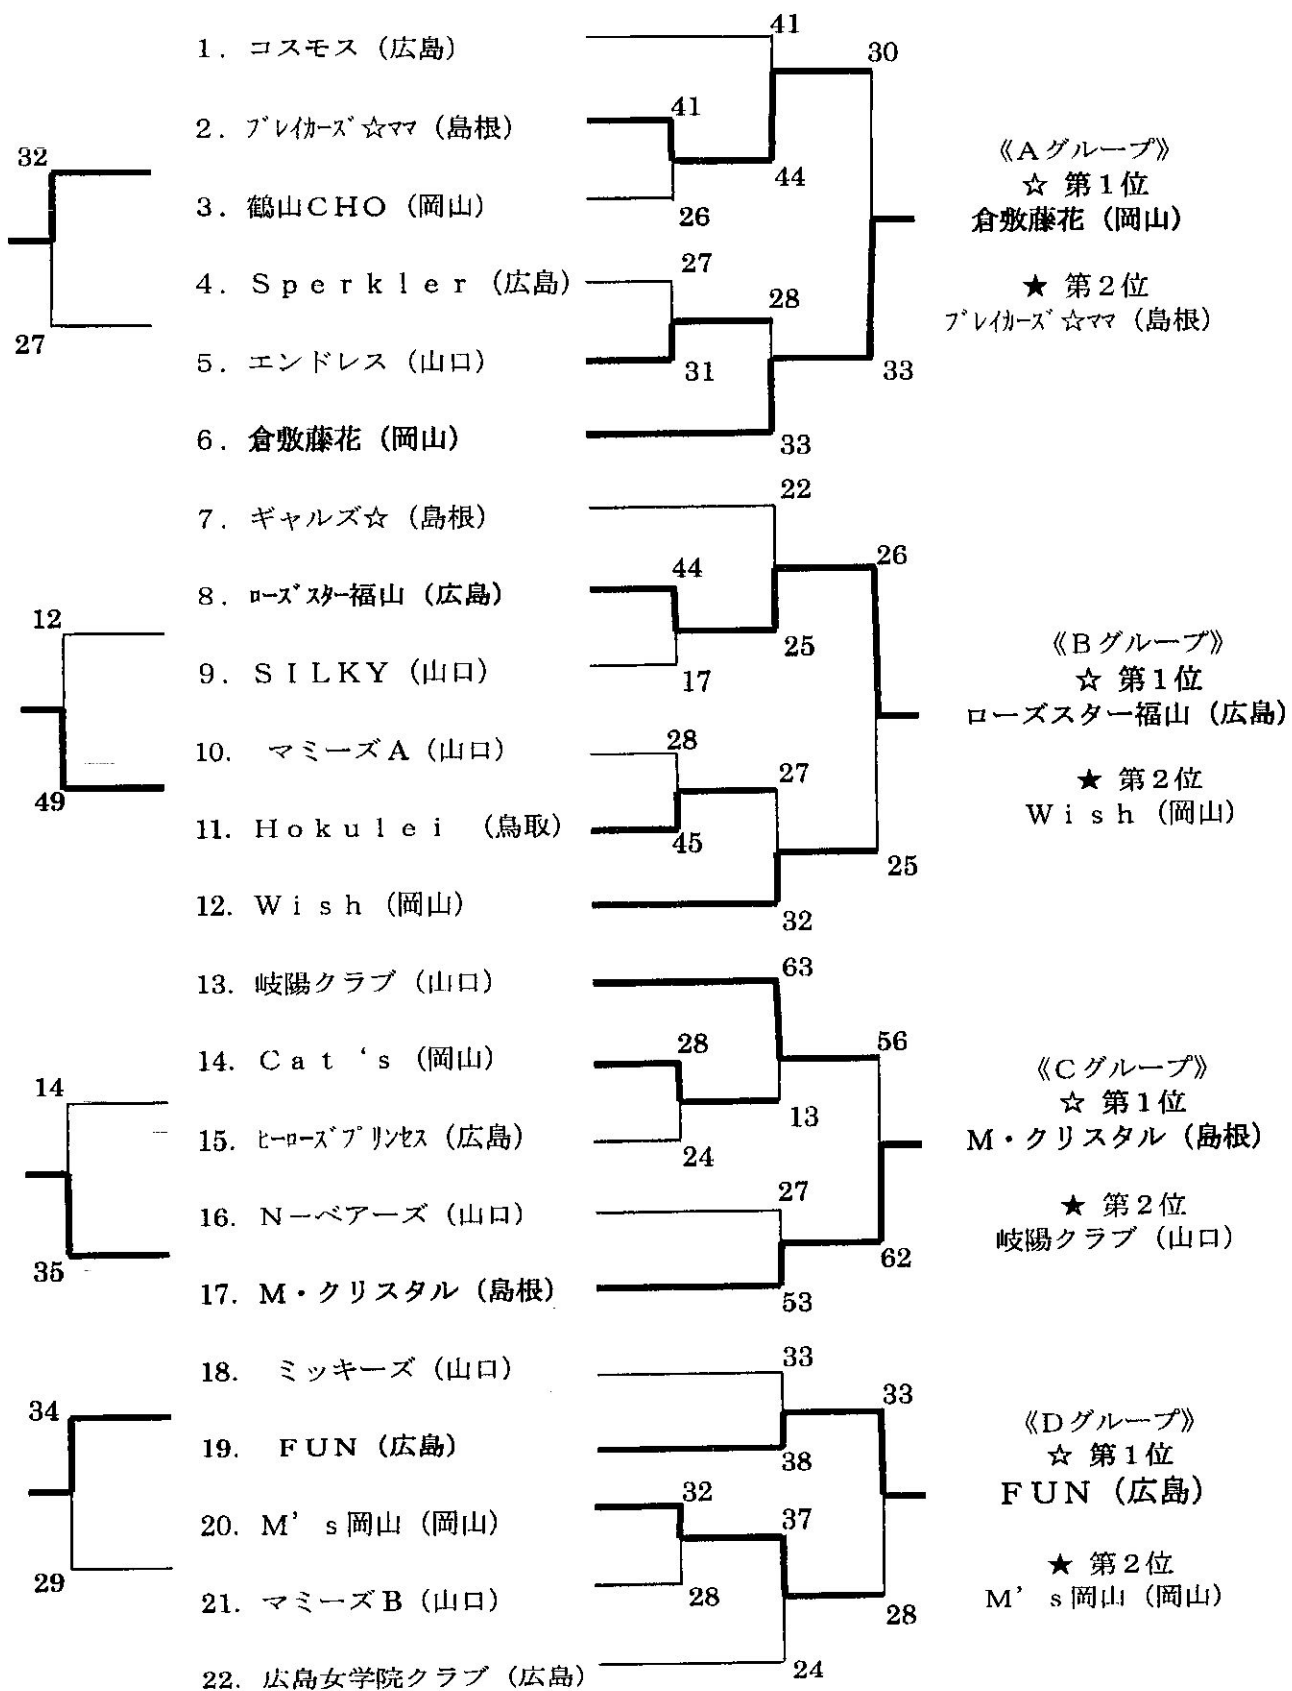 41
1. コスモス (広島)
30
41
2. ブレイカーズ☆ママ (島根)
32
《Aグループ》
☆ 第1位
44
3. 鶴山CHO (岡山)
26
倉敷藤花 (岡山)
27
4. Sperkler (広島)
28
★ 第2位
ブレイカーズ☆ママ (島根)
27
5. エンドレス (山口)
31
33
6. 倉敷藤花 (岡山)
33
22
7. ギャルズ☆ (島根)
26
44
8. ローズスター福山 (広島)
12
25
《Bグループ》
☆ 第1位
9. SILKY (山口)
17
ローズスター福山 (広島)
28
10. マミーズA (山口)
27
★ 第2位
49
Wish (岡山)
11. Hokulei (鳥取)
45
25
12. Wish (岡山)
32
63
13. 岐陽クラブ (山口)
56
28
14. Cat‘s (岡山)
《Cグループ》
14
☆ 第1位
13
15. ヒーローズプリンセス (広島)
M・クリスタル (島根)
24
27
16. N－ベアーズ (山口)
★ 第2位
岐陽クラブ (山口)
62
35
17. M・クリスタル (島根)
53
33
18. ミッキーズ (山口)
33
34
《Dグループ》
19. FUN (広島)
38
☆ 第1位
FUN (広島)
32
20. M’s岡山 (岡山)
37
★ 第2位
29
M’s岡山 (岡山)
21. マミーズB (山口)
28
28
22. 広島女学院クラブ (広島)
24